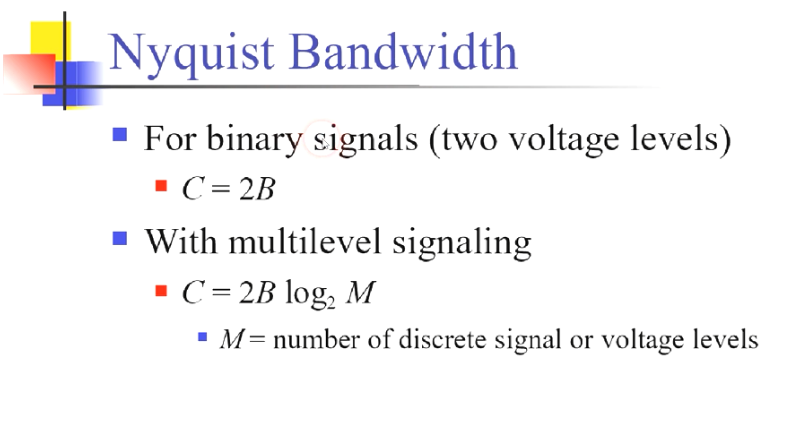 Nyquist Bandwidth
For binary signals (two voltage levels)
C = 2B
With multilevel signaling
C = 2B log₂ M
M = number of discrete signal or voltage levels